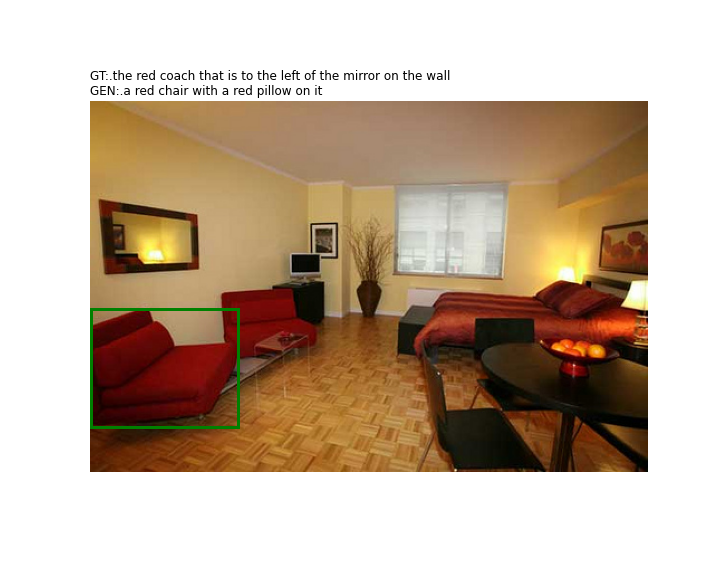 GT:.the red coach that is to the left of the mirror on the wall
GEN:.a red chair with a red pillow on it